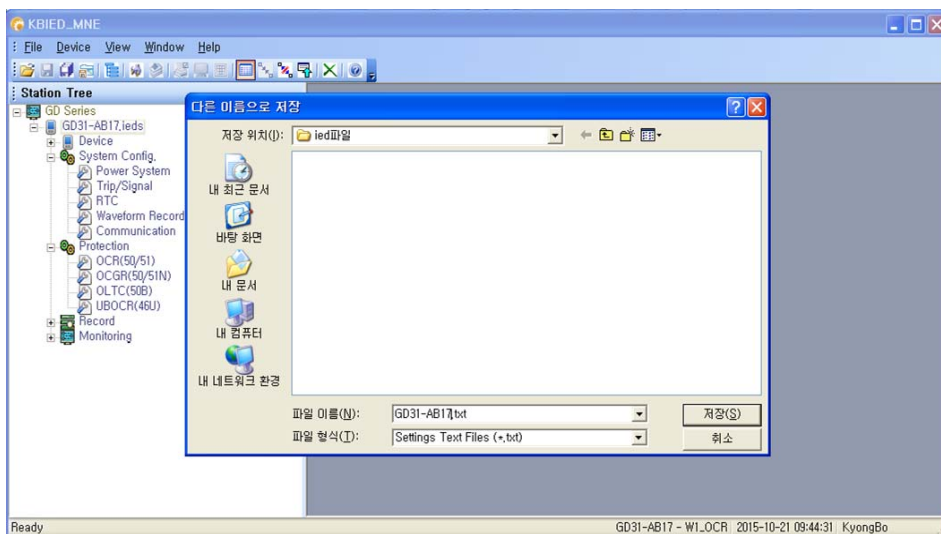 KBIED_MNE
File Device View Window Help
Station Tree
GD Series
GD31-AB17.ieds
Device
System Config.
Power System
Trip/Signal
RTC
Waveform Record
Communication
Protection
OCR(50/51)
OCGR(50/51N)
OLTC(50B)
UBOCR(46U)
Record
Monitoring
다른 이름으로 저장
저장 위치(I): ied파일
내 최근 문서
바탕 화면
내 문서
내 컴퓨터
내 네트워크 환경
파일 이름(N): GD31-AB17.txt 저장(S)
파일 형식(T): Settings Text Files (*.txt) 취소
Ready GD31-AB17 - W1_OCR 2015-10-21 09:44:31 KyongBo